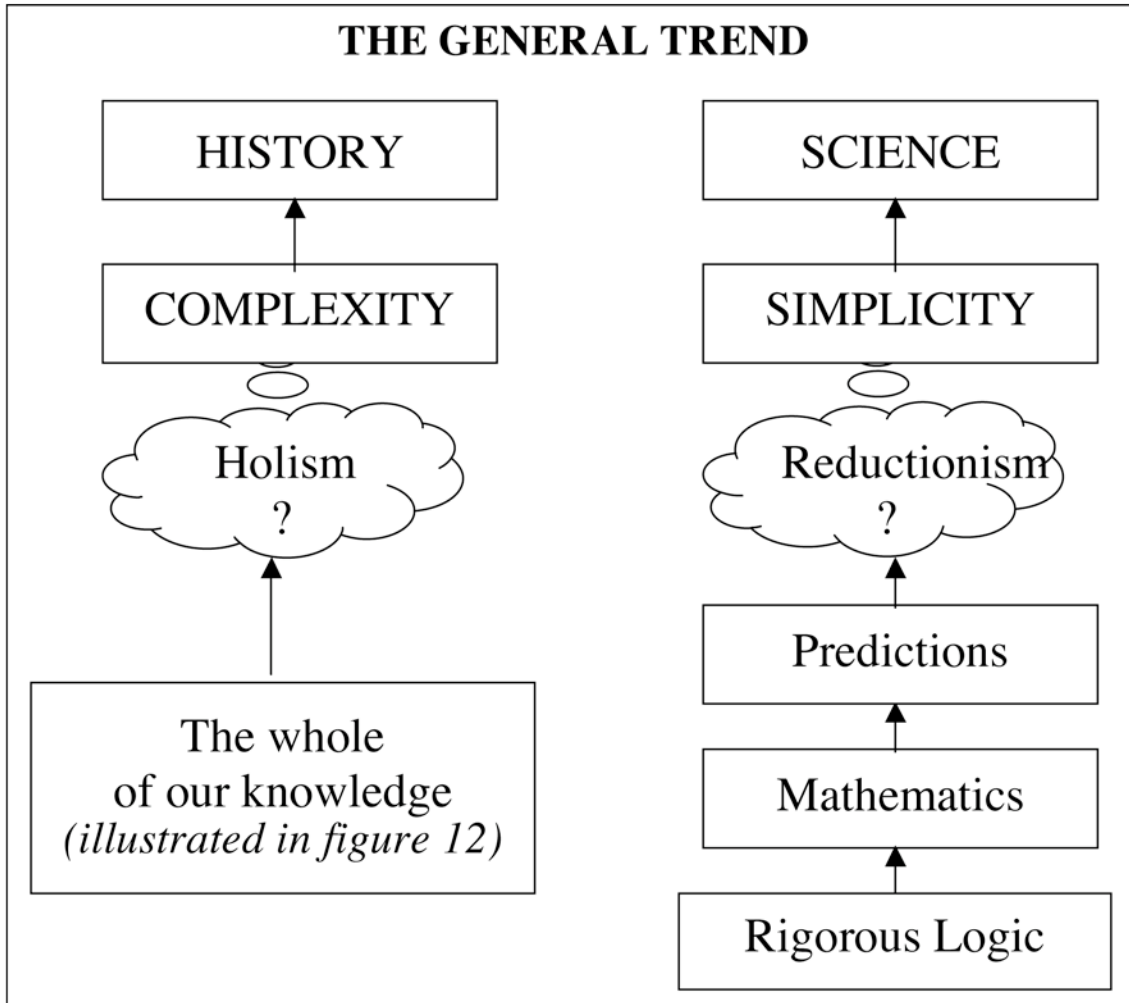 THE GENERAL TREND
HISTORY
COMPLEXITY
Holism
?
The whole
of our knowledge
(illustrated in figure 12)
SCIENCE
SIMPLICITY
Reductionism
?
Predictions
Mathematics
Rigorous Logic